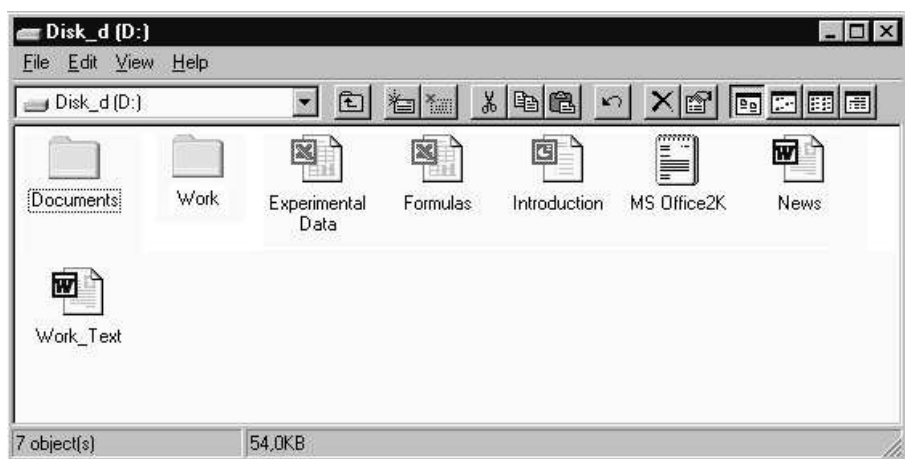 Disk_d (D:)
File Edit View Help
Disk_d (D:)
Documents Work Experimental Data Formulas Introduction MS Office2K News
Work_Text
7 object(s) 54,0KB